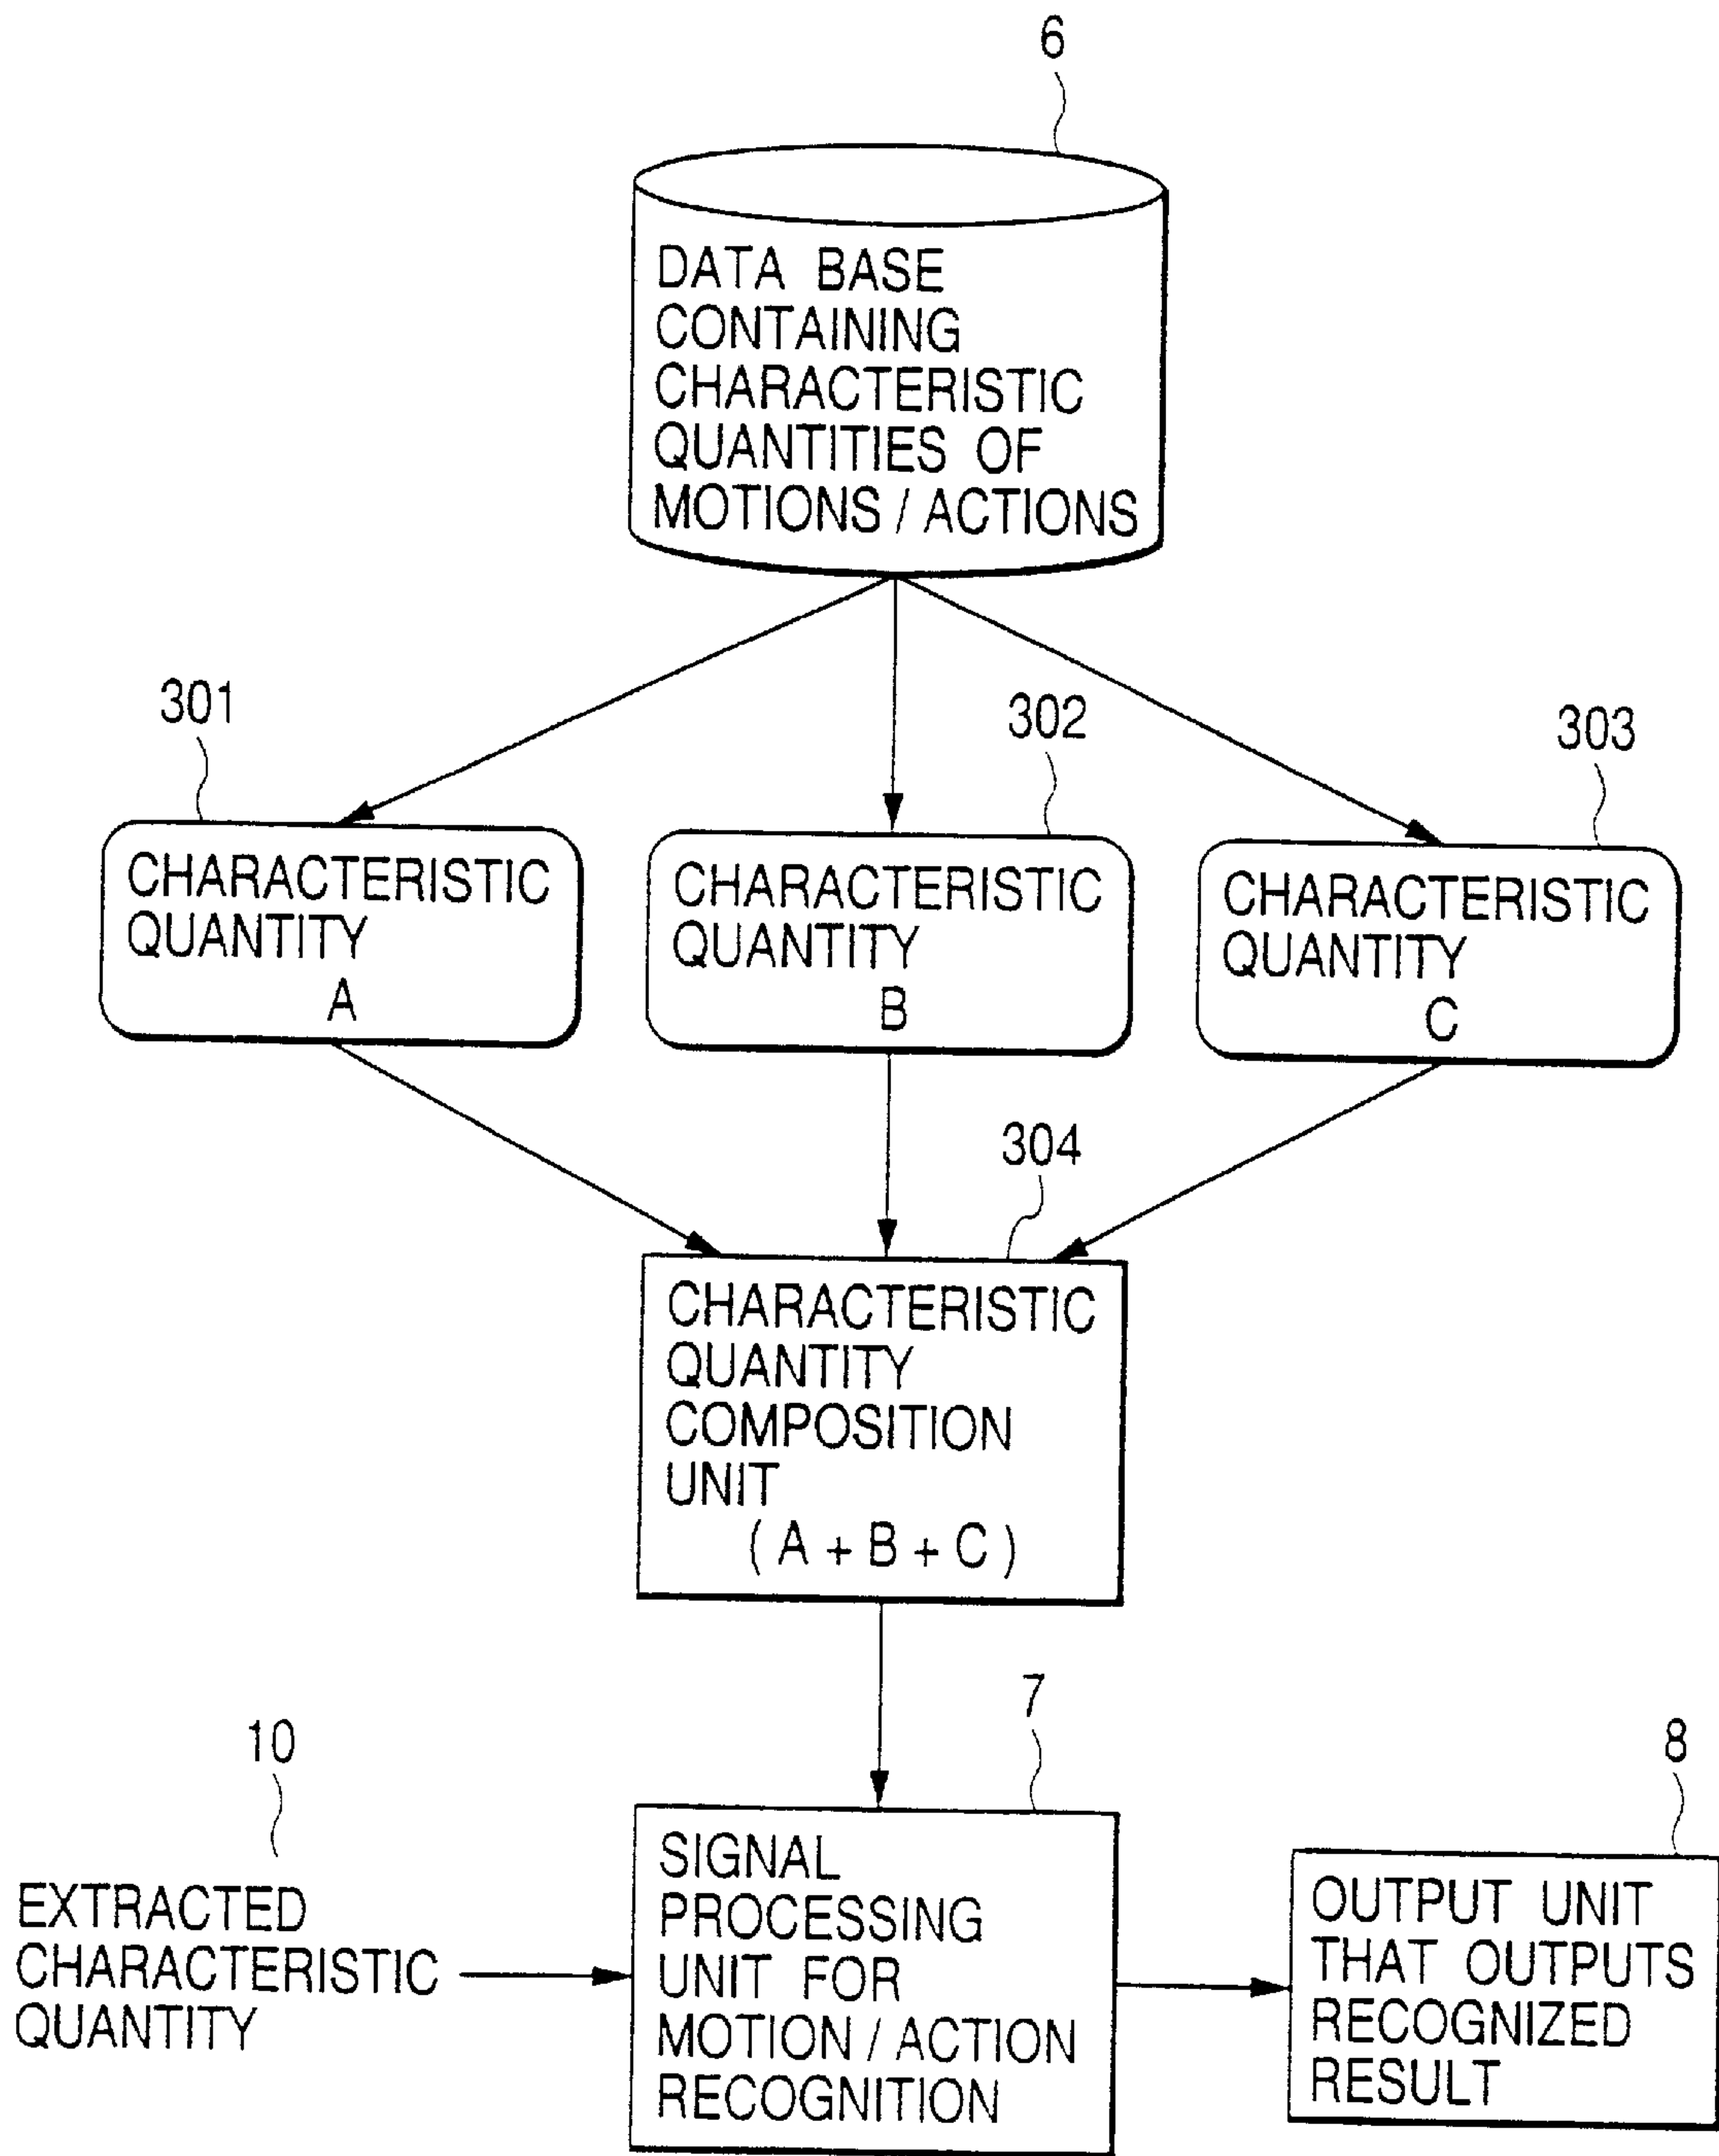 6
DATA BASE
CONTAINING
CHARACTERISTIC
QUANTITIES OF
MOTIONS / ACTIONS
301
302
303
CHARACTERISTIC
QUANTITY
A
CHARACTERISTIC
QUANTITY
B
CHARACTERISTIC
QUANTITY
C
304
CHARACTERISTIC
QUANTITY
COMPOSITION
UNIT
( A + B + C )
10
7
8
EXTRACTED
CHARACTERISTIC
QUANTITY
SIGNAL
PROCESSING
UNIT FOR
MOTION / ACTION
RECOGNITION
OUTPUT UNIT
THAT OUTPUTS
RECOGNIZED
RESULT